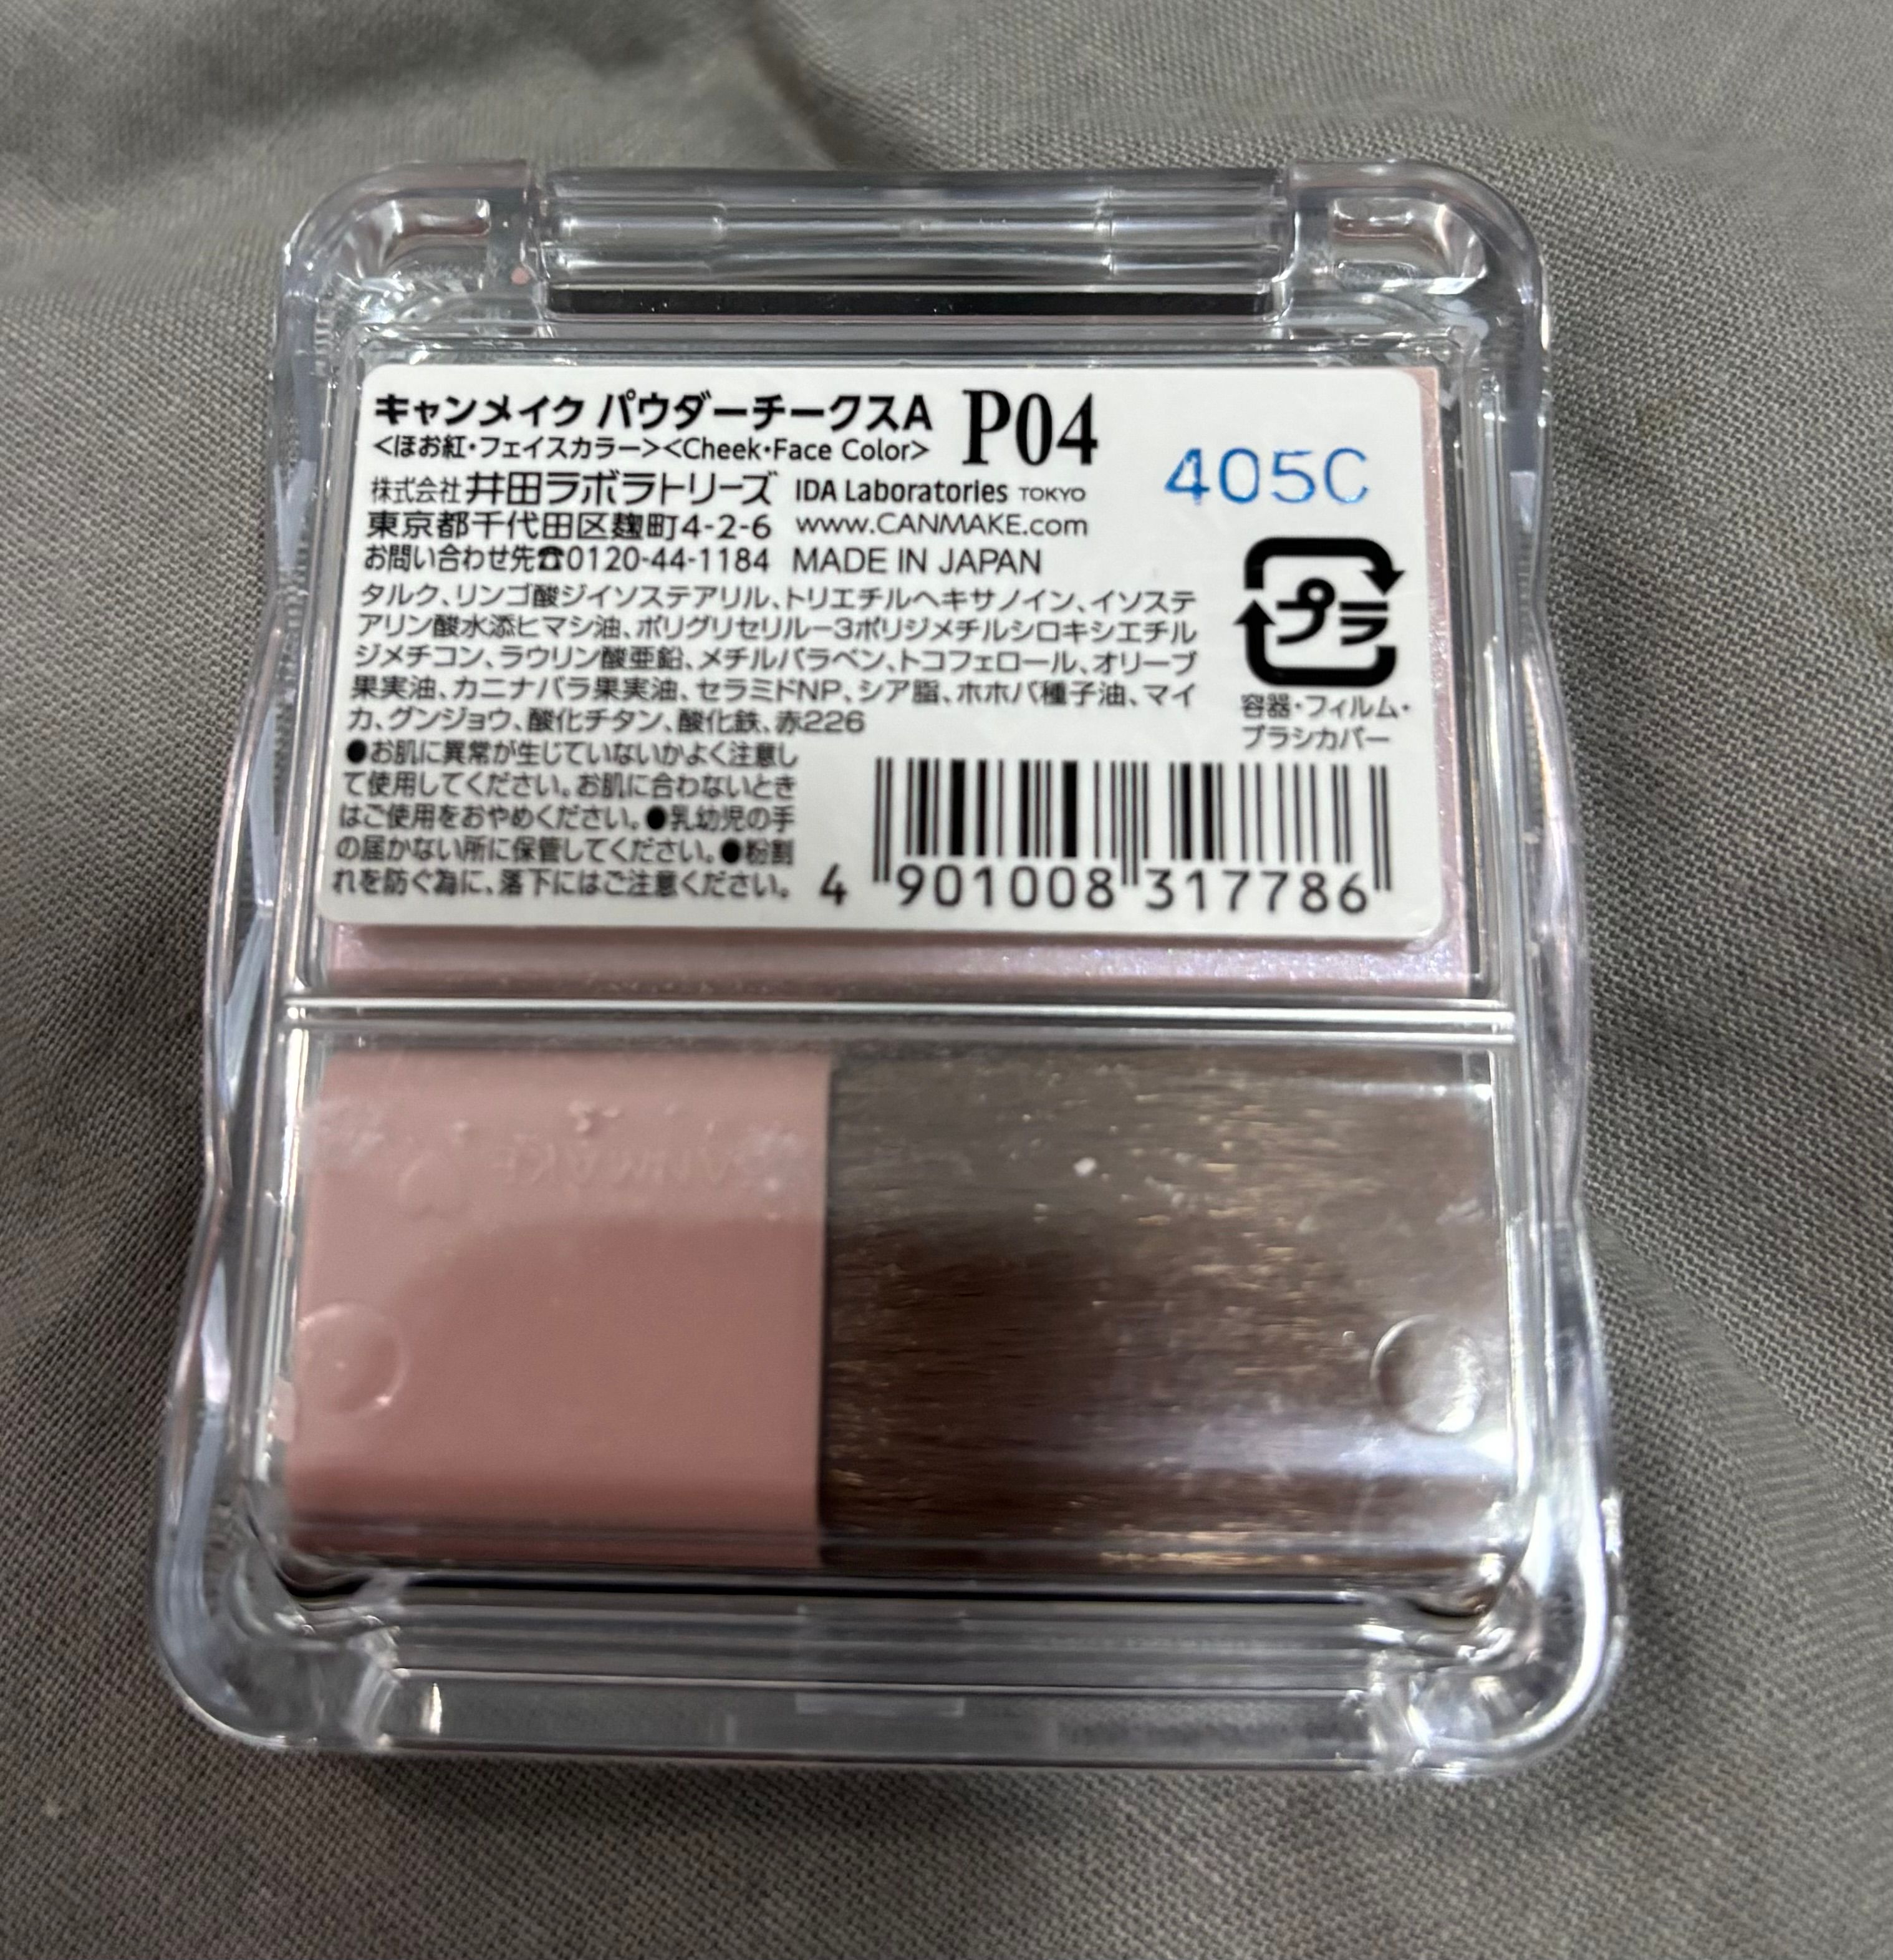 キャンメイク パウダーチークスA P04
<ほお紅・フェイスカラー><Cheek・Face Color>
405C
株式会社 井田ラボラトリーズ IDA Laboratories TOKYO
東京都千代田区麹町4-2-6 www.CANMAKE.com
お問い合わせ先☎0120-44-1184 MADE IN JAPAN
タルク、リンゴ酸ジイソステアリル、トリエチルヘキサノイン、イソステ
アリン酸水添ヒマシ油、ポリグリセリル-3ポリジメチルシロキシエチル
ジメチコン、ラウリン酸亜鉛、メチルパラベン、トコフェロール、オリーブ
果実油、カニナバラ果実油、セラミドNP、シア脂、ホホバ種子油、マイ
カ、グンジョウ、酸化チタン、酸化鉄、赤226
プラ
容器・フィルム・
ブラシカバー
●お肌に異常が生じていないかよく注意し
て使用してください。お肌に合わないとき
はご使用をおやめください。●乳幼児の手
の届かない所に保管してください。●粉割
れを防ぐ為に、落下にはご注意ください。
4 901008 317786